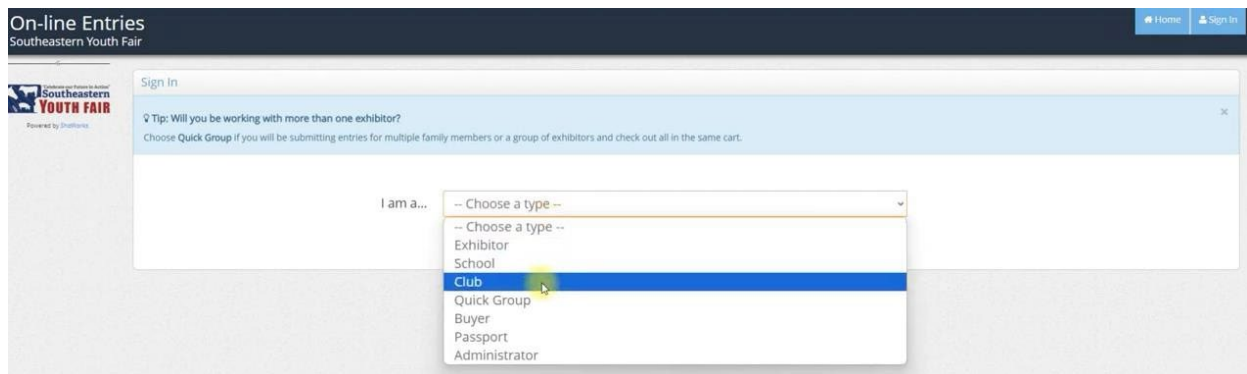 On-line Entries
Southeastern Youth Fair
Home
Sign In
Southeastern
YOUTH FAIR
Powered by ShoWorks
Sign In
Tip: Will you be working with more than one exhibitor?
×
Choose Quick Group if you will be submitting entries for multiple family members or a group of exhibitors and check out all in the same cart.
I am a... -- Choose a type --
-- Choose a type --
Exhibitor
School
Club
Quick Group
Buyer
Passport
Administrator